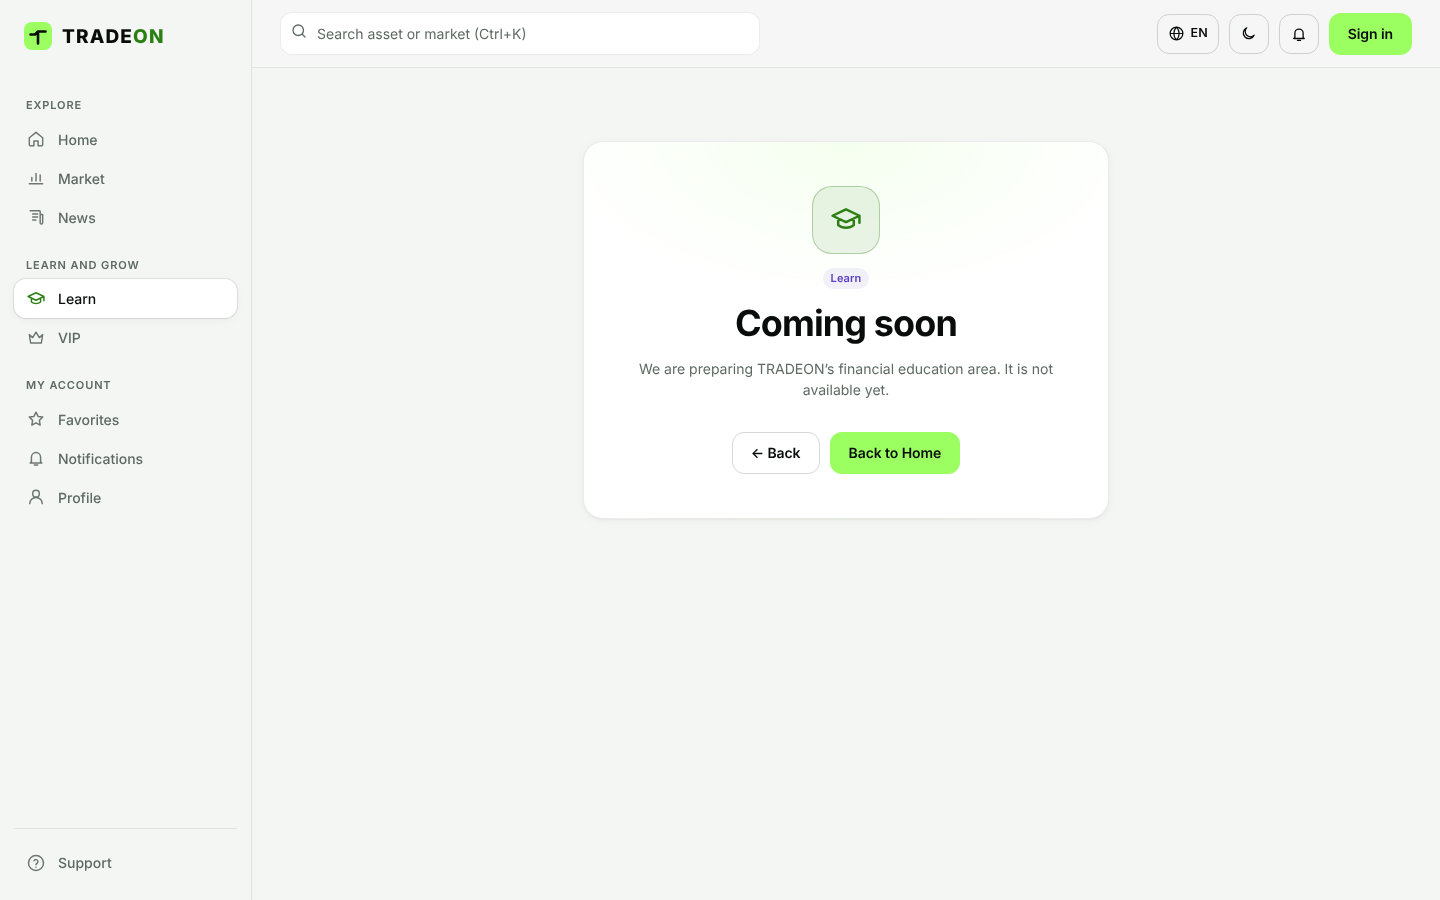 TRADEON
Search asset or market (Ctrl+K)
EN
Sign in
EXPLORE
Home
Market
News
LEARN AND GROW
Learn
VIP
MY ACCOUNT
Favorites
Notifications
Profile
Support
Learn
Coming soon
We are preparing TRADEON’s financial education area. It is not
available yet.
← Back
Back to Home